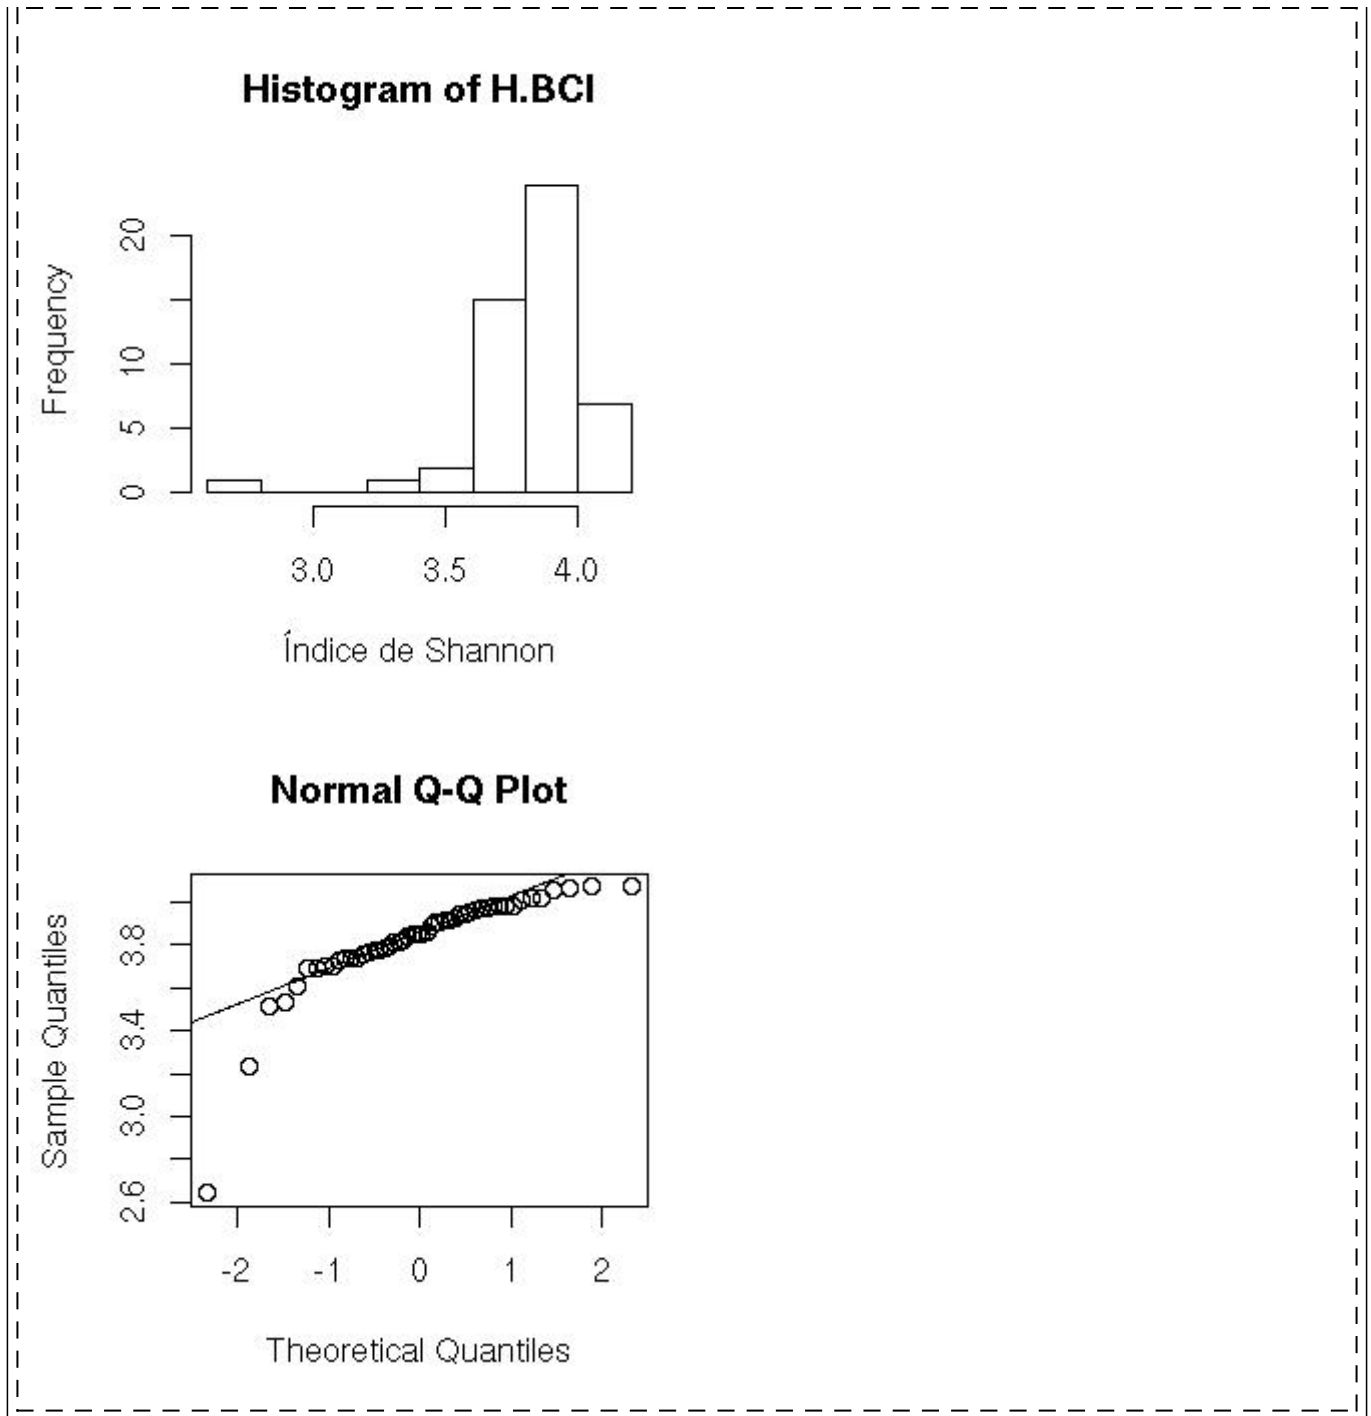 Histogram of H.BCI
20
10
5
0
Frequency
3.0 3.5 4.0
Índice de Shannon
Normal Q-Q Plot
3.8
3.4
3.0
2.6
Sample Quantiles
-2 -1 0 1 2
Theoretical Quantiles